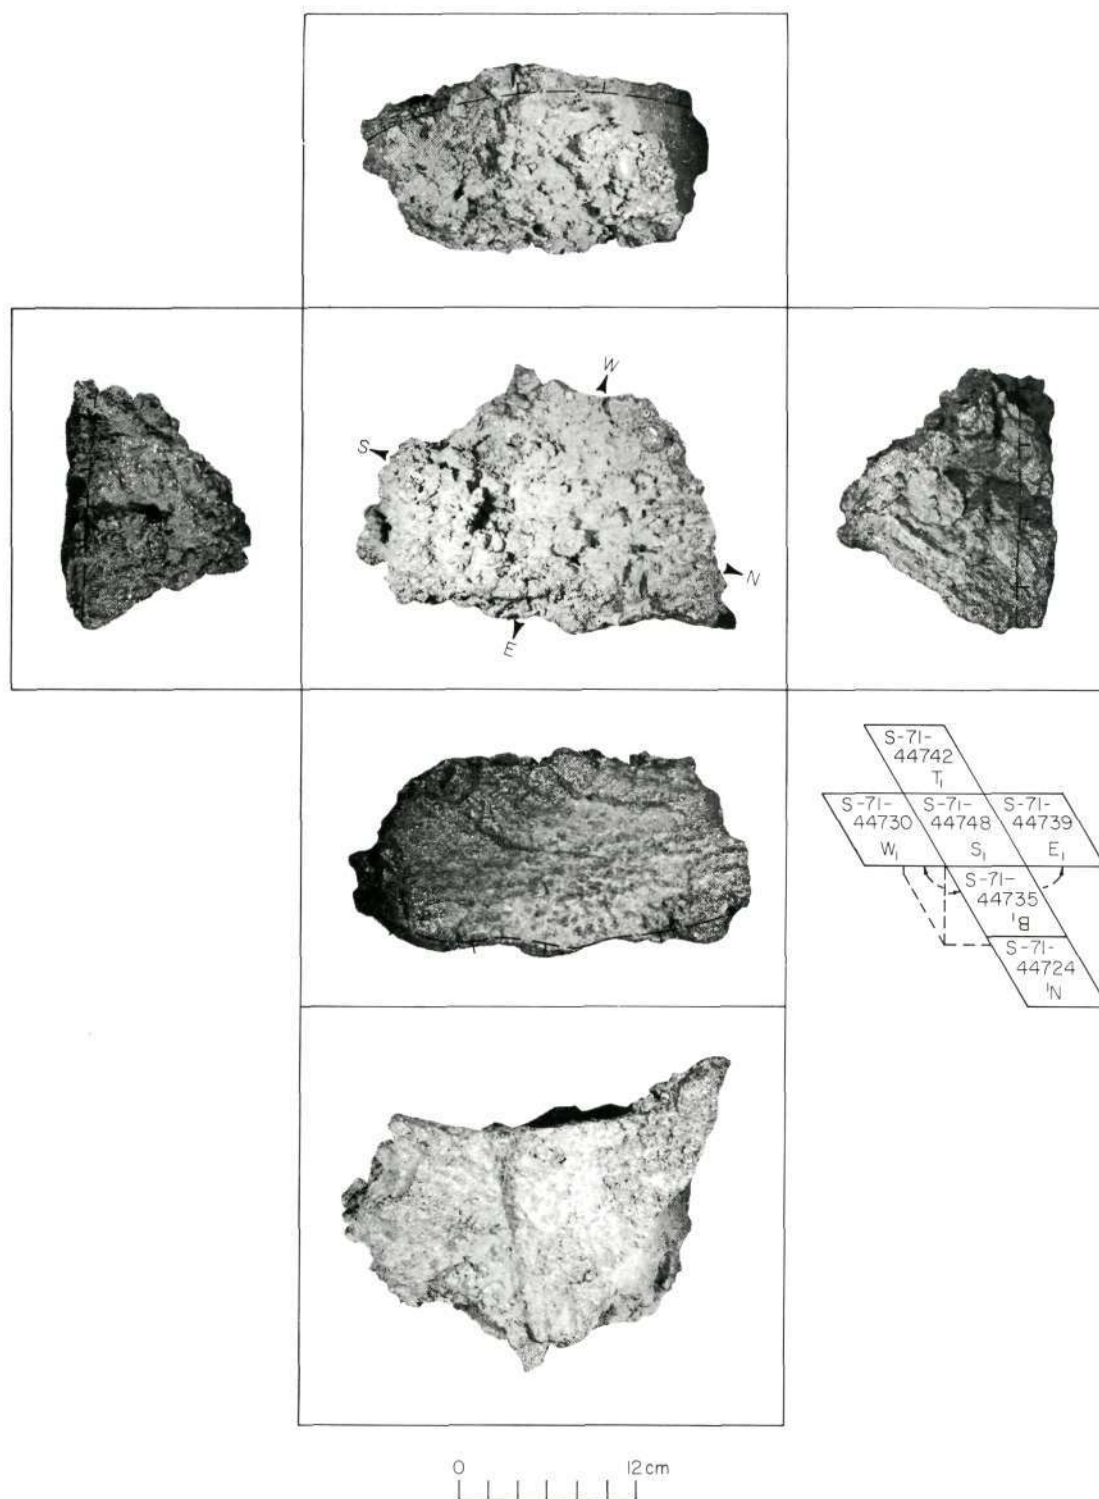 W
S
N
E
S-71-
44742
T₁
S-71-
44730
W₁
S-71-
44748
S₁
S-71-
44739
E₁
S-71-
44735
B₁
S-71-
44724
N₁
0 12 cm